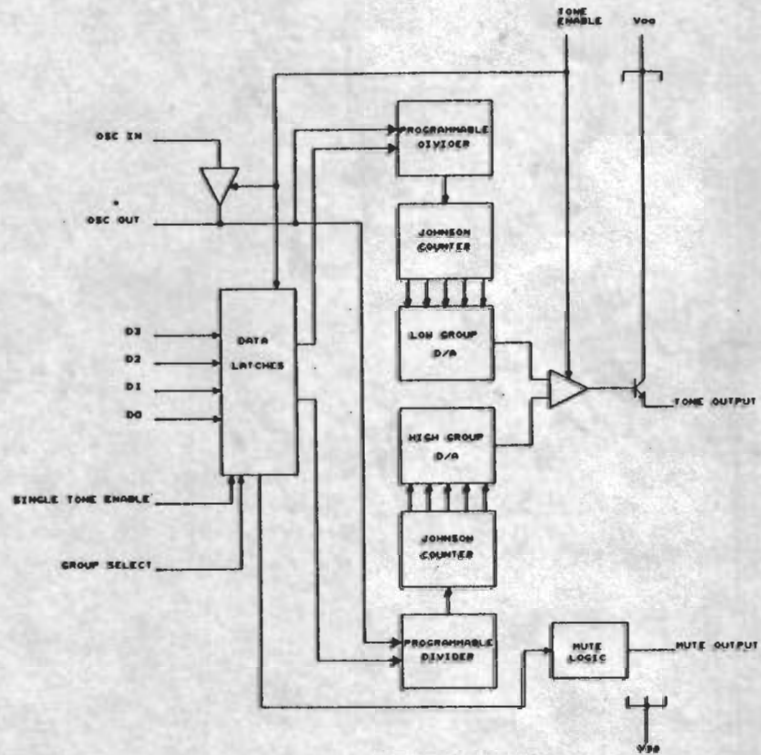 TONE
ENABLE
VDD
OSC IN
PROGRAMMABLE
DIVIDER
*
OSC OUT
JOHNSON
COUNTER
D3
DATA
LOW GROUP
D2
LATCHES
D/A
D1
D0
TONE OUTPUT
HIGH GROUP
D/A
SINGLE TONE ENABLE
JOHNSON
COUNTER
GROUP SELECT
PROGRAMMABLE
DIVIDER
MUTE
LOGIC
MUTE OUTPUT